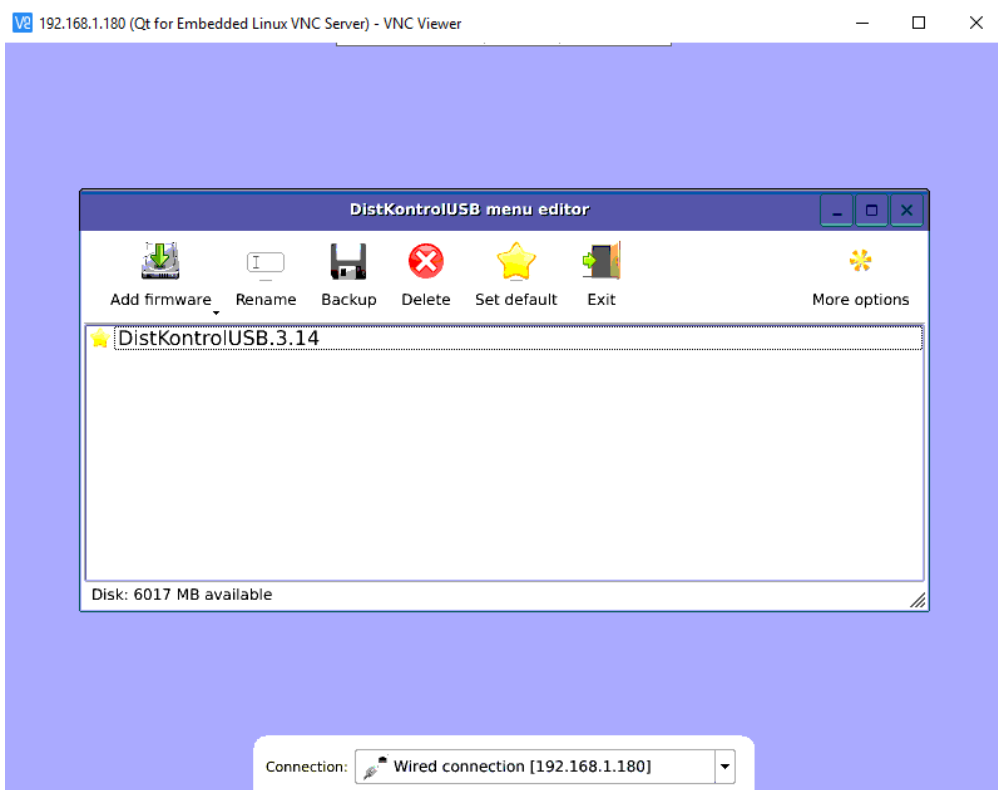 192.168.1.180 (Qt for Embedded Linux VNC Server) - VNC Viewer
DistKontrolUSB menu editor
Add firmware Rename Backup Delete Set default Exit More options
DistKontrolUSB.3.14
Disk: 6017 MB available
Connection: Wired connection [192.168.1.180]